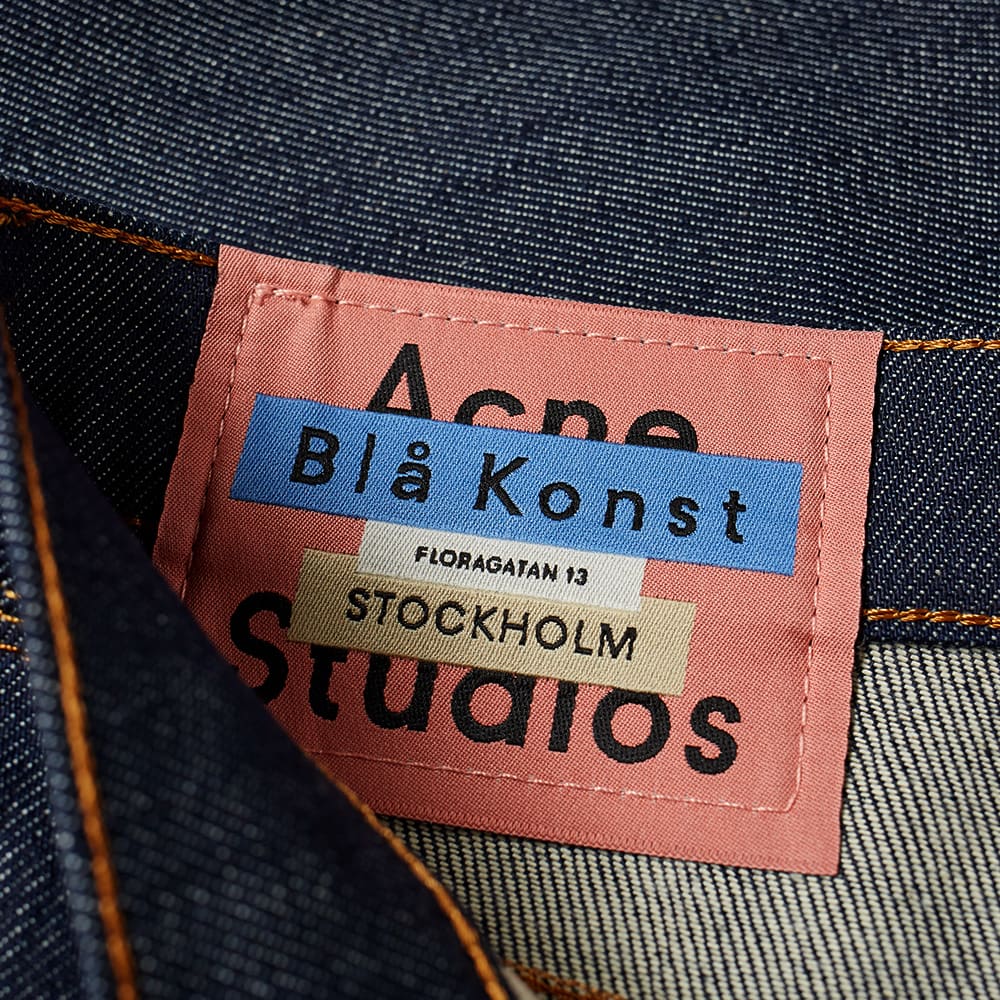 Acne
Blå Konst
FLORAGATAN 13
STOCKHOLM
Studios